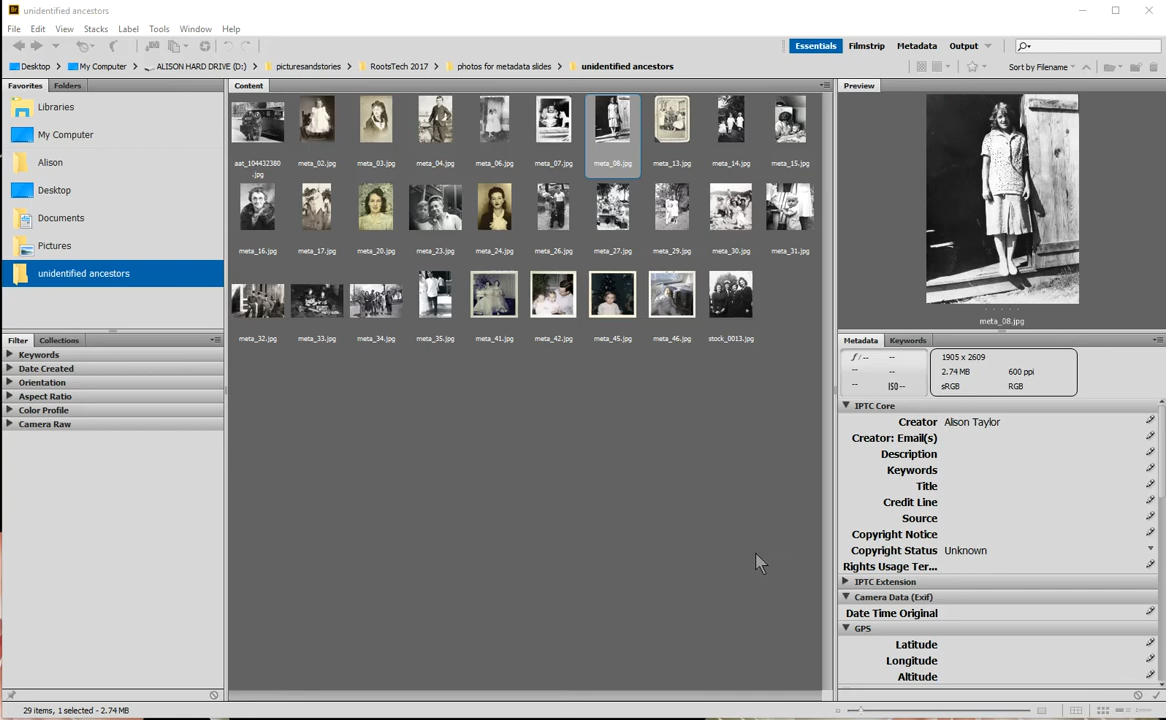 Br unidentified ancestors
File Edit View Stacks Label Tools Window Help
Essentials Filmstrip Metadata Output
Desktop My Computer ALISON HARD DRIVE (D:) picturesandstories RootsTech 2017 photos for metadata slides unidentified ancestors Sort by Filename
Favorites Folders
Libraries
My Computer
Alison
Desktop
Documents
Pictures
unidentified ancestors
Filter Collections
Keywords
Date Created
Orientation
Aspect Ratio
Color Profile
Camera Raw
Content
aat_104432380.jpg meta_02.jpg meta_03.jpg meta_04.jpg meta_06.jpg meta_07.jpg meta_08.jpg meta_13.jpg meta_14.jpg meta_15.jpg
meta_16.jpg meta_17.jpg meta_20.jpg meta_23.jpg meta_24.jpg meta_26.jpg meta_27.jpg meta_29.jpg meta_30.jpg meta_31.jpg
meta_32.jpg meta_33.jpg meta_34.jpg meta_35.jpg meta_41.jpg meta_42.jpg meta_45.jpg meta_46.jpg stock_0013.jpg
Preview
meta_08.jpg
Metadata Keywords
f/-- --
-- --
-- ISO--
1905 x 2609
2.74 MB 600 ppi
sRGB RGB
IPTC Core
Creator Alison Taylor
Creator: Email(s)
Description
Keywords
Title
Credit Line
Source
Copyright Notice
Copyright Status Unknown
Rights Usage Ter...
IPTC Extension
Camera Data (Exif)
Date Time Original
GPS
Latitude
Longitude
Altitude
29 items, 1 selected - 2.74 MB